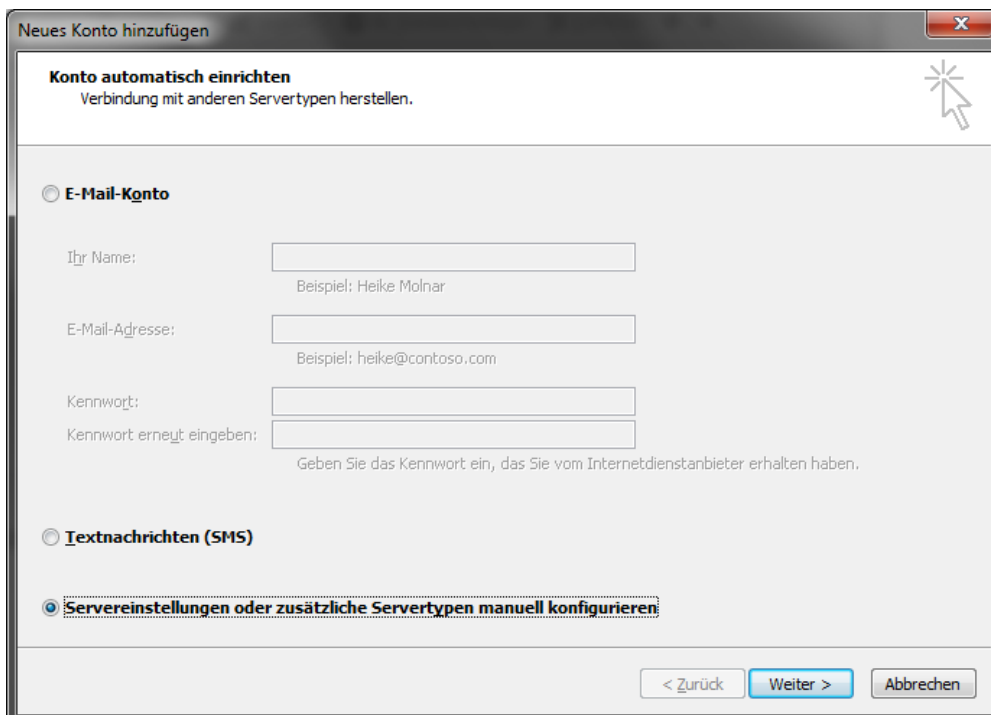 Neues Konto hinzufügen
Konto automatisch einrichten
Verbindung mit anderen Servertypen herstellen.
E-Mail-Konto
Ihr Name:
Beispiel: Heike Molnar
E-Mail-Adresse:
Beispiel: heike@contoso.com
Kennwort:
Kennwort erneut eingeben:
Geben Sie das Kennwort ein, das Sie vom Internetdienstanbieter erhalten haben.
Textnachrichten (SMS)
Servereinstellungen oder zusätzliche Servertypen manuell konfigurieren
< Zurück Weiter > Abbrechen